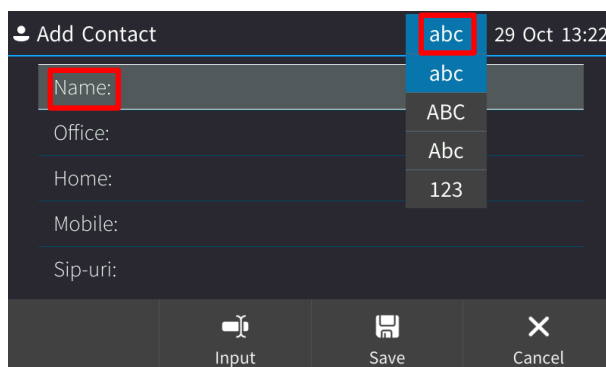 Add Contact abc 29 Oct 13:22
abc
Name:
ABC
Office:
Abc
Home:
123
Mobile:
Sip-uri:
Input Save Cancel